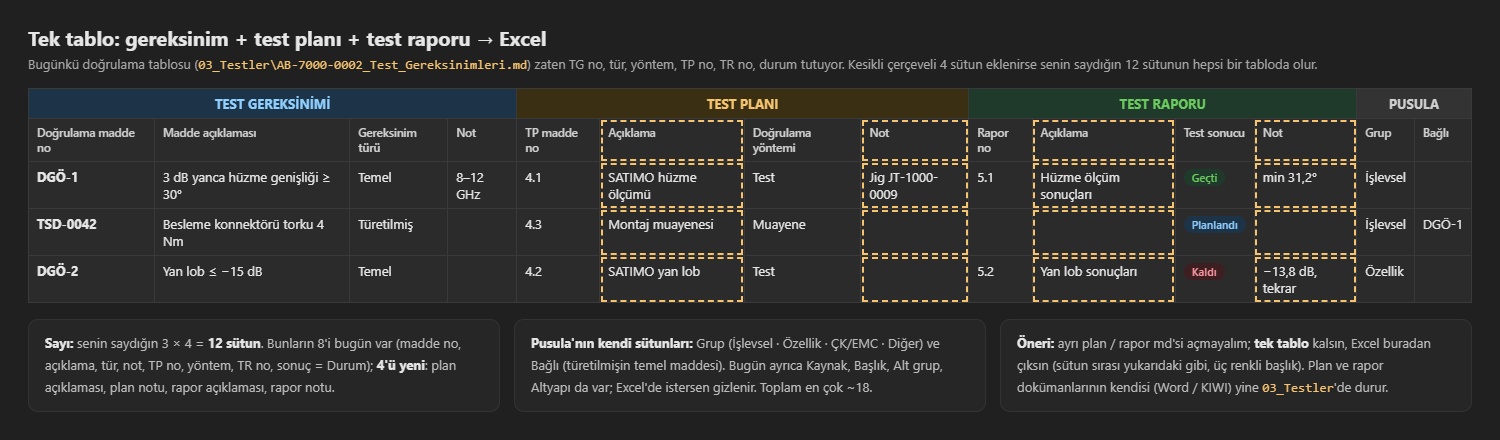 Tek tablo: gereksinim + test planı + test raporu → Excel
Bugünkü doğrulama tablosu (03_Testler\AB-7000-0002_Test_Gereksinimleri.md) zaten TG no, tür, yöntem, TP no, TR no, durum tutuyor. Kesikli çerçeveli 4 sütun eklenirse senin saydığın 12 sütunun hepsi bir tabloda olur.
TEST GEREKSİNİMİ TEST PLANI TEST RAPORU PUSULA
Doğrulama madde no Madde açıklaması Gereksinim türü Not TP madde no Açıklama Doğrulama yöntemi Not Rapor no Açıklama Test sonucu Not Grup Bağlı
DGÖ-1 3 dB yanca hüzme genişliği ≥ 30° Temel 8–12 GHz 4.1 SATIMO hüzme ölçümü Test Jig JT-1000-0009 5.1 Hüzme ölçüm sonuçları Geçti min 31,2° İşlevsel
TSD-0042 Besleme konnektörü torku 4 Nm Türetilmiş 4.3 Montaj muayenesi Muayene Planlandı İşlevsel DGÖ-1
DGÖ-2 Yan lob ≤ −15 dB Temel 4.2 SATIMO yan lob Test 5.2 Yan lob sonuçları Kaldı −13,8 dB, tekrar Özellik
Sayı: senin saydığın 3 × 4 = 12 sütun. Bunların 8'i bugün var (madde no,
açıklama, tür, not, TP no, yöntem, TR no, sonuç = Durum); 4'ü yeni: plan
açıklaması, plan notu, rapor açıklaması, rapor notu.
Pusula'nın kendi sütunları: Grup (İşlevsel · Özellik · ÇK/EMC · Diğer) ve
Bağlı (türetilmişin temel maddesi). Bugün ayrıca Kaynak, Başlık, Alt grup,
Altyapı da var; Excel'de istersen gizlenir. Toplam en çok ~18.
Öneri: ayrı plan / rapor md'si açmayalım; tek tablo kalsın, Excel buradan
çıksın (sütun sırası yukarıdaki gibi, üç renkli başlık). Plan ve rapor
dokümanlarının kendisi (Word / KIWI) yine 03_Testler'de durur.